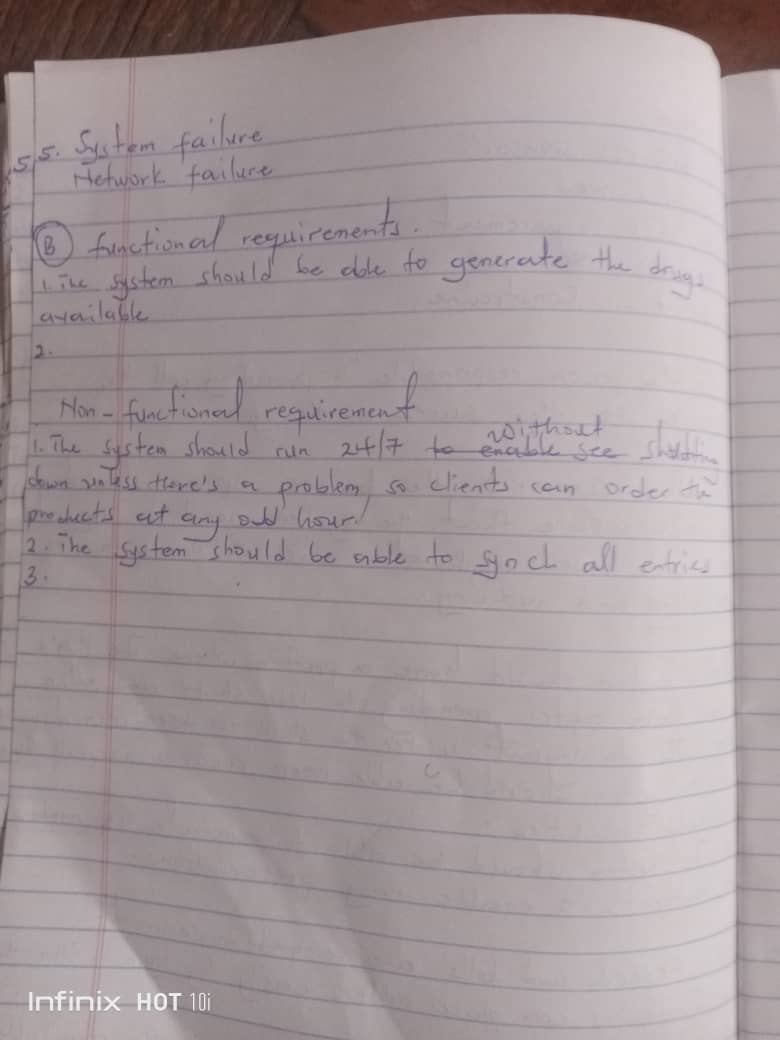 5. 5. System failure
Network failure
B functional requirements.
1. The system should be able to generate the drugs
available
2.
Non-functional requirement
without
1. The system should run 24/7 to enable see shutting
down unless there's a problem, so clients can order the
products at any odd hour.
2. The system should be able to synch all entries
3.
Infinix HOT 10i